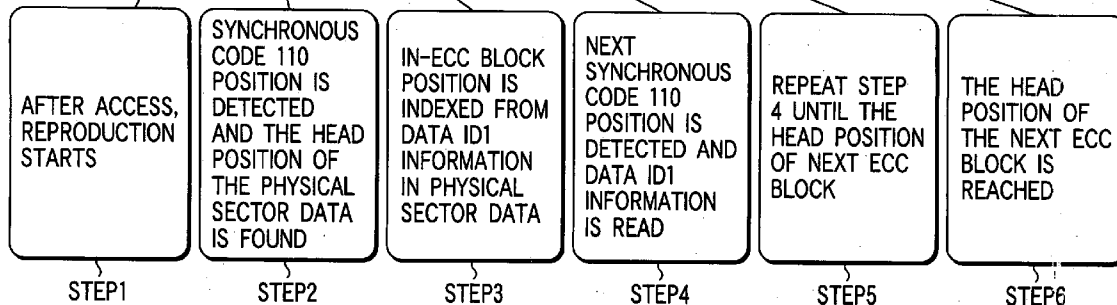 AFTER ACCESS,
REPRODUCTION
STARTS
STEP1
SYNCHRONOUS
CODE 110
POSITION IS
DETECTED
AND THE HEAD
POSITION OF
THE PHYSICAL
SECTOR DATA
IS FOUND
STEP2
IN-ECC BLOCK
POSITION IS
INDEXED FROM
DATA ID1
INFORMATION
IN PHYSICAL
SECTOR DATA
STEP3
NEXT
SYNCHRONOUS
CODE 110
POSITION IS
DETECTED AND
DATA ID1
INFORMATION
IS READ
STEP4
REPEAT STEP
4 UNTIL THE
HEAD POSITION
OF NEXT ECC
BLOCK
STEP5
THE HEAD
POSITION OF
THE NEXT ECC
BLOCK IS
REACHED
STEP6